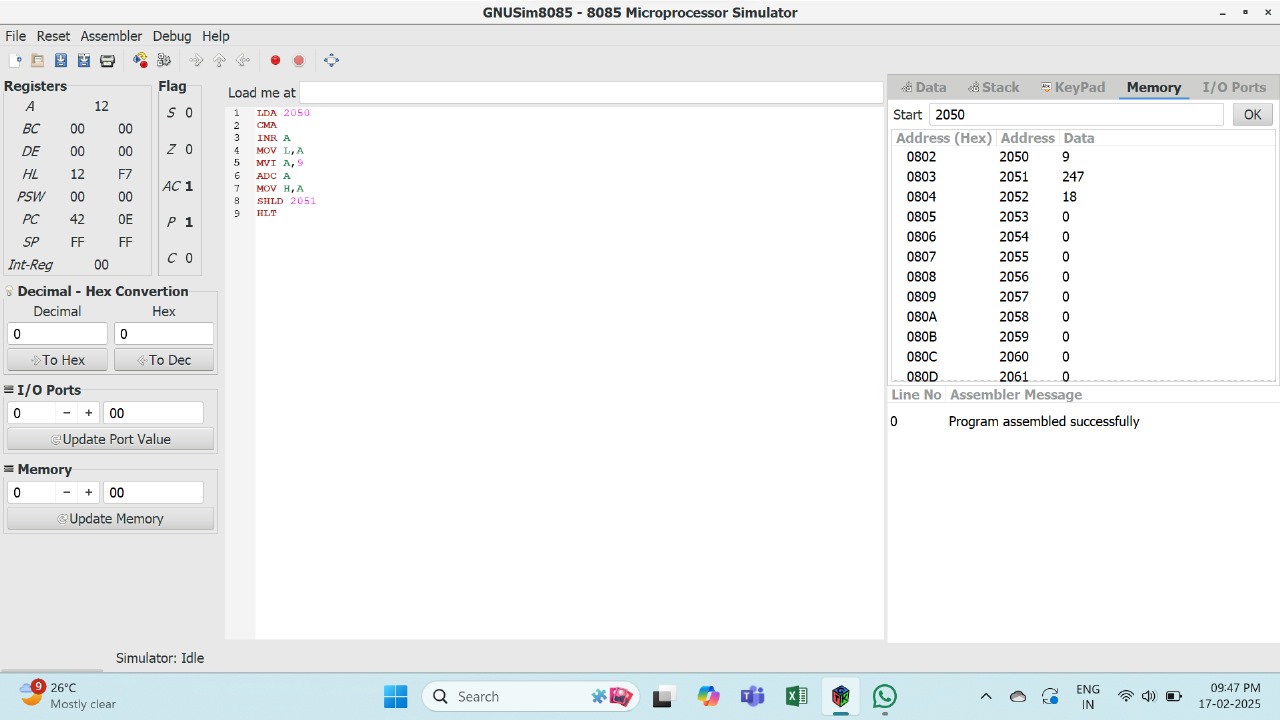 GNUSim8085 - 8085 Microprocessor Simulator
File Reset Assembler Debug Help
Registers
A 12
BC 00 00
DE 00 00
HL 12 F7
PSW 00 00
PC 42 0E
SP FF FF
Int-Reg 00
Flag
S 0
Z 0
AC 1
P 1
C 0
Decimal - Hex Convertion
Decimal Hex
0 0
To Hex To Dec
I/O Ports
0 − + 00
Update Port Value
Memory
0 − + 00
Update Memory
Load me at
1 LDA 2050
2 CMA
3 INR A
4 MOV L,A
5 MVI A,9
6 ADC A
7 MOV H,A
8 SHLD 2051
9 HLT
Data Stack KeyPad Memory I/O Ports
Start 2050 OK
Address (Hex) Address Data
0802 2050 9
0803 2051 247
0804 2052 18
0805 2053 0
0806 2054 0
0807 2055 0
0808 2056 0
0809 2057 0
080A 2058 0
080B 2059 0
080C 2060 0
080D 2061 0
Line No Assembler Message
0 Program assembled successfully
Simulator: Idle
9 26°C
Mostly clear
Search
ENG
IN
09:47 PM
17-02-2025